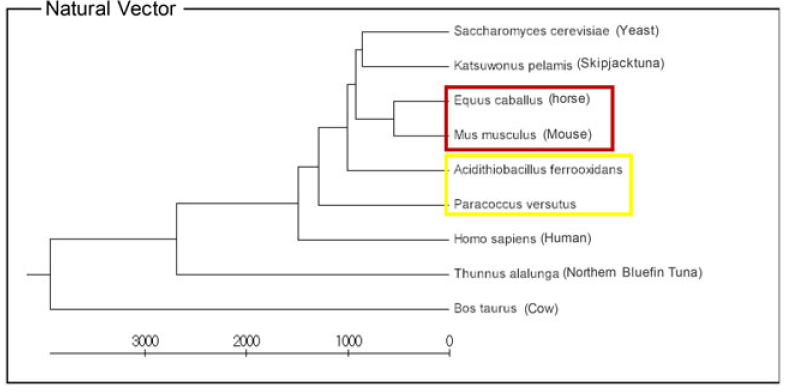 Natural Vector
Saccharomyces cerevisiae (Yeast)
Katsuwonus pelamis (Skipjacktuna)
Equus caballus (horse)
Mus musculus (Mouse)
Acidithiobacillus ferrooxidans
Paracoccus versutus
Homo sapiens (Human)
Thunnus alalunga (Northern Bluefin Tuna)
Bos taurus (Cow)
3000 2000 1000 0